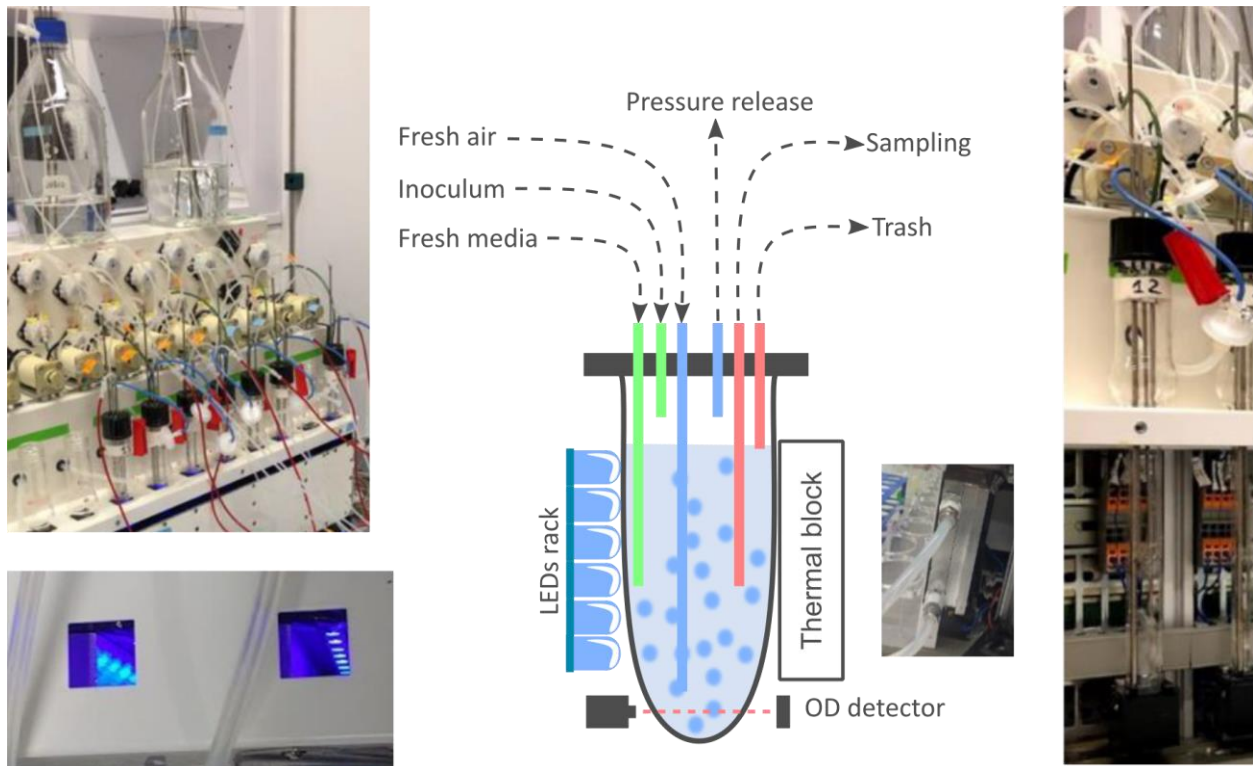 Pressure release
Fresh air
Sampling
Inoculum
Fresh media
Trash
LEDs rack
Thermal block
OD detector
12